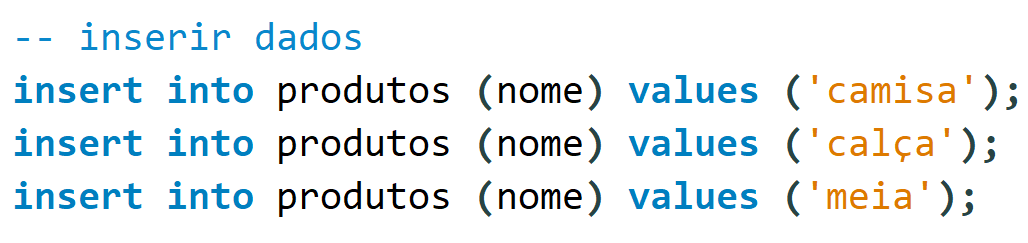 -- inserir dados
insert into produtos (nome) values ('camisa');
insert into produtos (nome) values ('calça');
insert into produtos (nome) values ('meia');